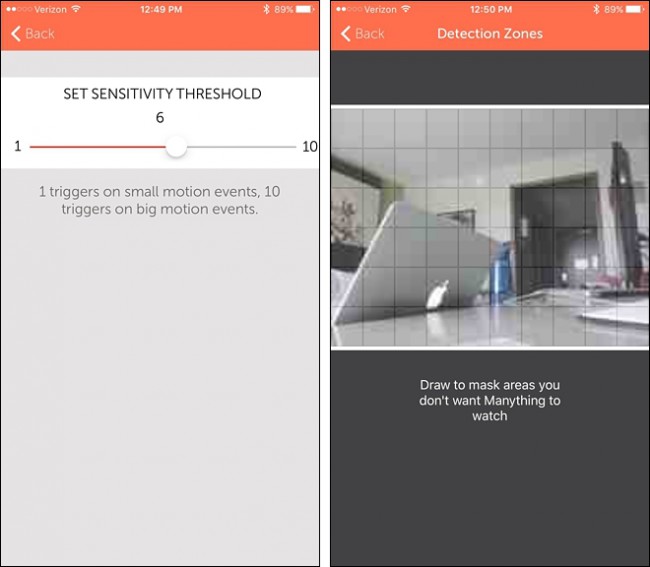 Verizon 12:49 PM 89%
Back
SET SENSITIVITY THRESHOLD
6
1 10
1 triggers on small motion events, 10
triggers on big motion events.
Verizon 12:50 PM 89%
Back Detection Zones
Draw to mask areas you
don't want Manything to
watch